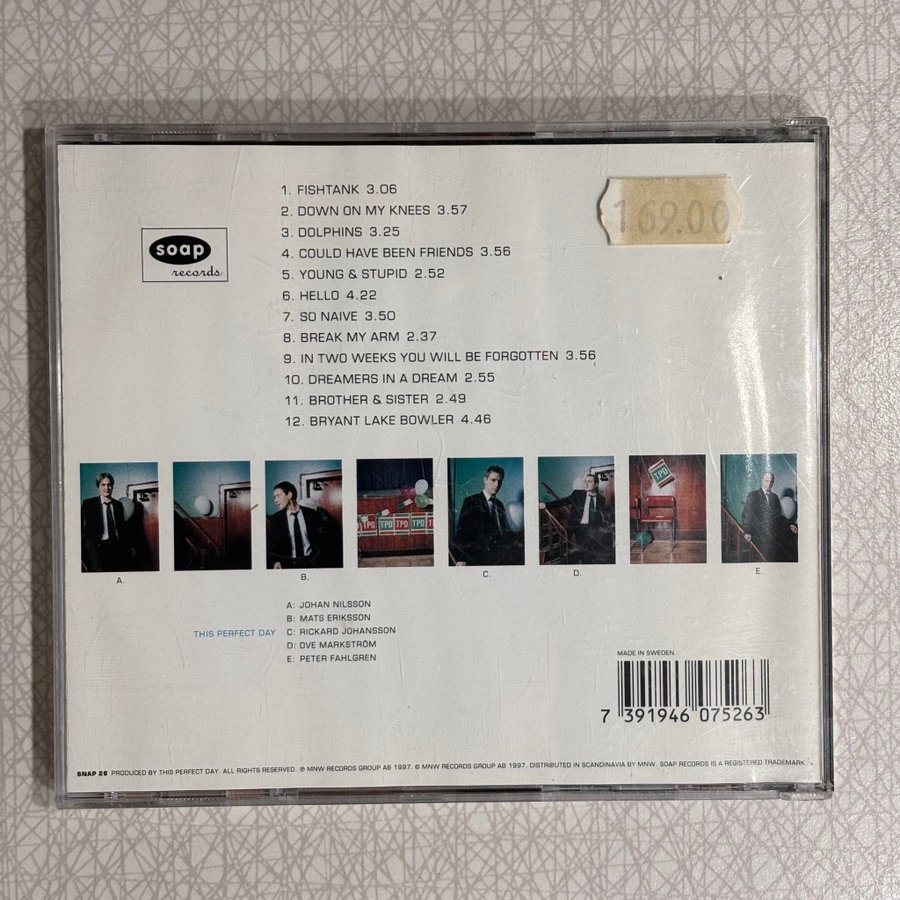 1. FISHTANK 3.06
2. DOWN ON MY KNEES 3.57
3. DOLPHINS 3.25
4. COULD HAVE BEEN FRIENDS 3.56
5. YOUNG & STUPID 2.52
6. HELLO 4.22
7. SO NAIVE 3.50
8. BREAK MY ARM 2.37
9. IN TWO WEEKS YOU WILL BE FORGOTTEN 3.56
10. DREAMERS IN A DREAM 2.55
11. BROTHER & SISTER 2.49
12. BRYANT LAKE BOWLER 4.46
169.00
soap
records
TPD TPD TPD T
TPD
A.
B.
C.
D.
E.
THIS PERFECT DAY
A: JOHAN NILSSON
B: MATS ERIKSSON
C: RICKARD JOHANSSON
D: OVE MARKSTRÖM
E: PETER FAHLGREN
MADE IN SWEDEN.
7 391946 075263
SNAP 26 PRODUCED BY THIS PERFECT DAY. ALL RIGHTS RESERVED. ℗ MNW RECORDS GROUP AB 1997. © MNW RECORDS GROUP AB 1997. DISTRIBUTED IN SCANDINAVIA BY MNW. SOAP RECORDS IS A REGISTERED TRADEMARK